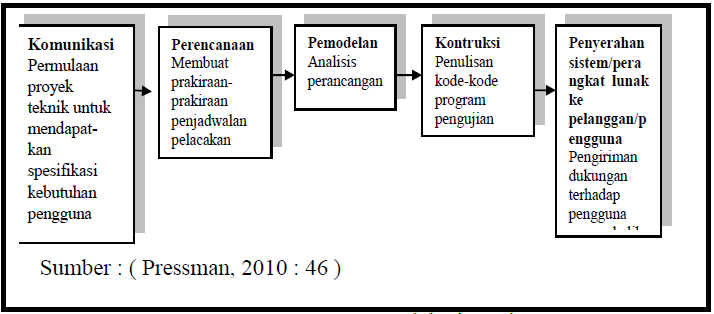 Komunikasi
Permulaan
proyek
teknik untuk
mendapat-
kan
spesifikasi
kebutuhan
pengguna
Perencanaan
Membuat
prakiraan-
prakiraan
penjadwalan
pelacakan
Pemodelan
Analisis
perancangan
Kontruksi
Penulisan
kode-kode
program
pengujian
Penyerahan
sistem/pera
ngkat lunak
ke
pelanggan/p
engguna
Pengiriman
dukungan
terhadap
pengguna
Sumber : ( Pressman, 2010 : 46 )